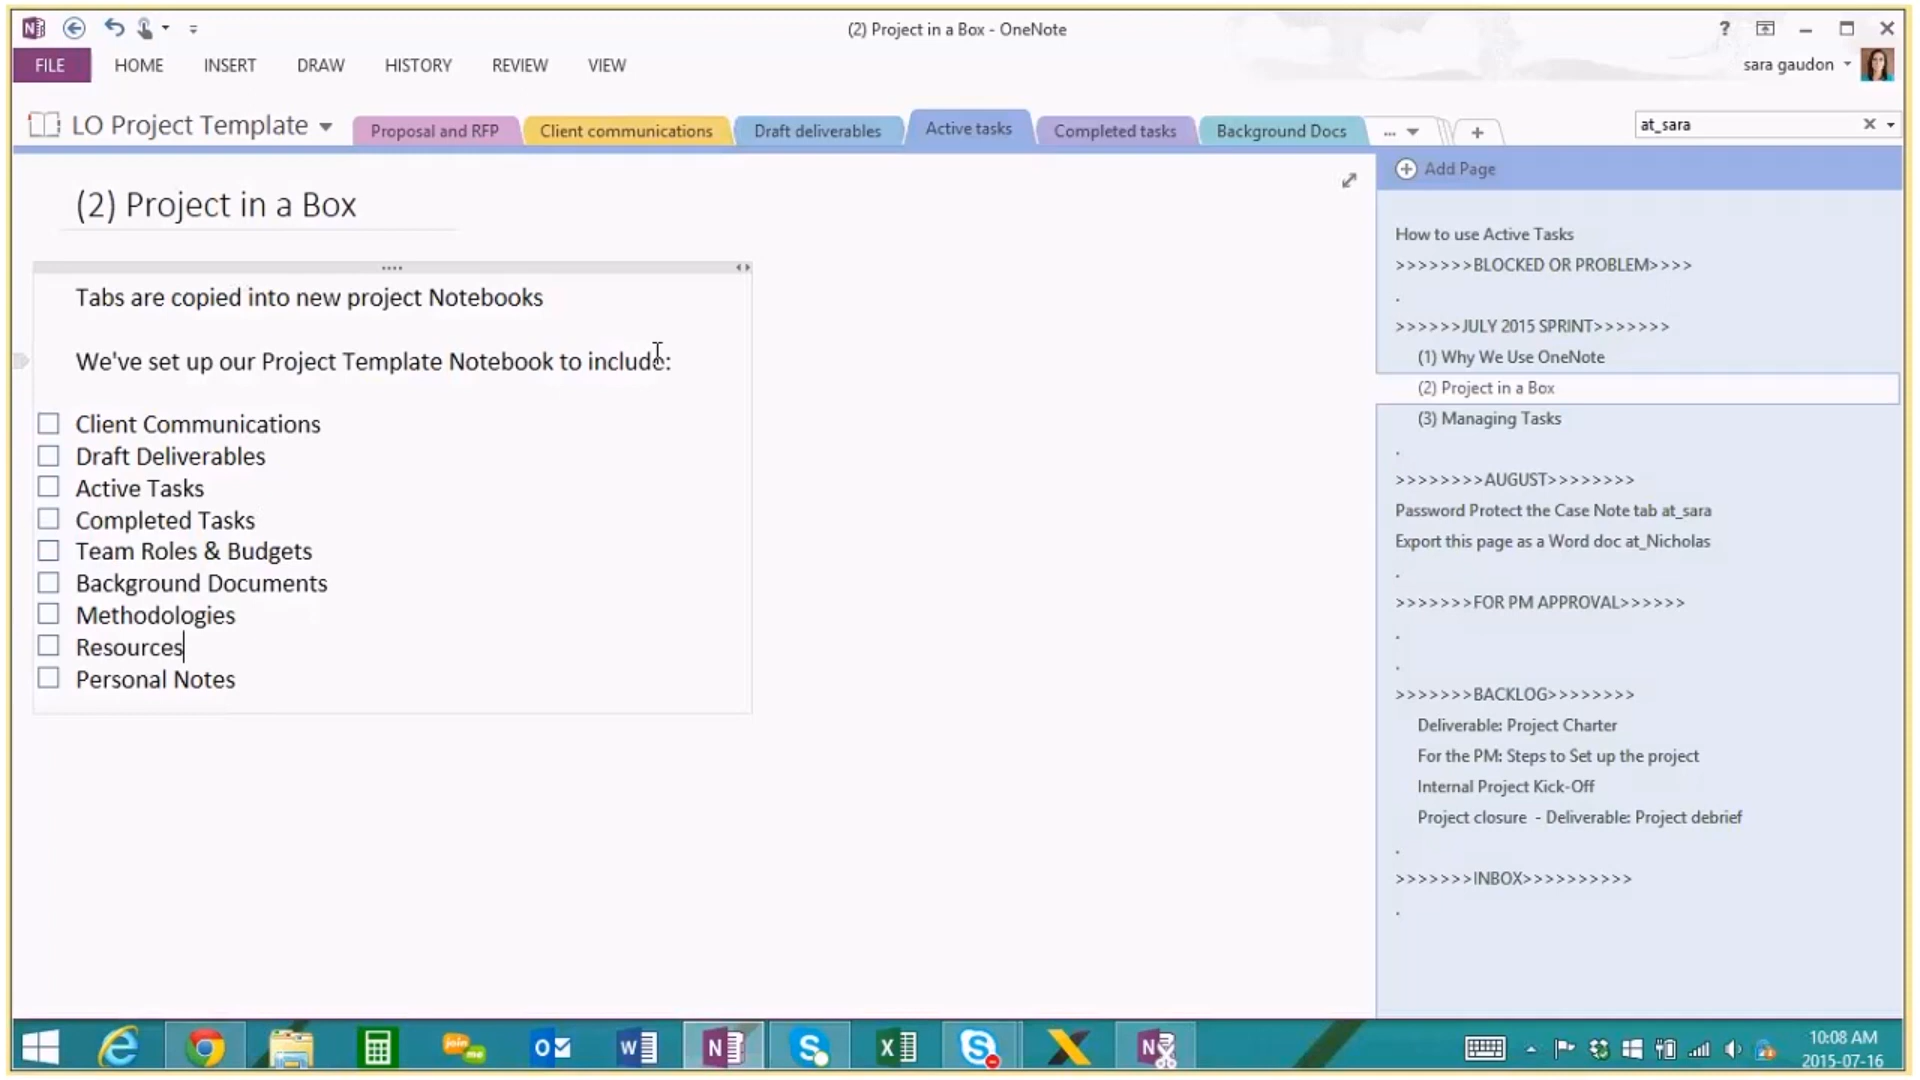 (2) Project in a Box - OneNote
?
FILE HOME INSERT DRAW HISTORY REVIEW VIEW
sara gaudon
LO Project Template
Proposal and RFP
Client communications
Draft deliverables
Active tasks
Completed tasks
Background Docs
...
at_sara
Add Page
(2) Project in a Box
Tabs are copied into new project Notebooks
We've set up our Project Template Notebook to include:
Client Communications
Draft Deliverables
Active Tasks
Completed Tasks
Team Roles & Budgets
Background Documents
Methodologies
Resources
Personal Notes
How to use Active Tasks
>>>>>>>BLOCKED OR PROBLEM>>>>
.
>>>>>>JULY 2015 SPRINT>>>>>>>
(1) Why We Use OneNote
(2) Project in a Box
(3) Managing Tasks
.
>>>>>>>>AUGUST>>>>>>>>
Password Protect the Case Note tab at_sara
Export this page as a Word doc at_Nicholas
.
>>>>>>>FOR PM APPROVAL>>>>>>
.
.
>>>>>>>BACKLOG>>>>>>>>
Deliverable: Project Charter
For the PM: Steps to Set up the project
Internal Project Kick-Off
Project closure - Deliverable: Project debrief
.
>>>>>>>INBOX>>>>>>>>>>
.
join me
10:08 AM
2015-07-16